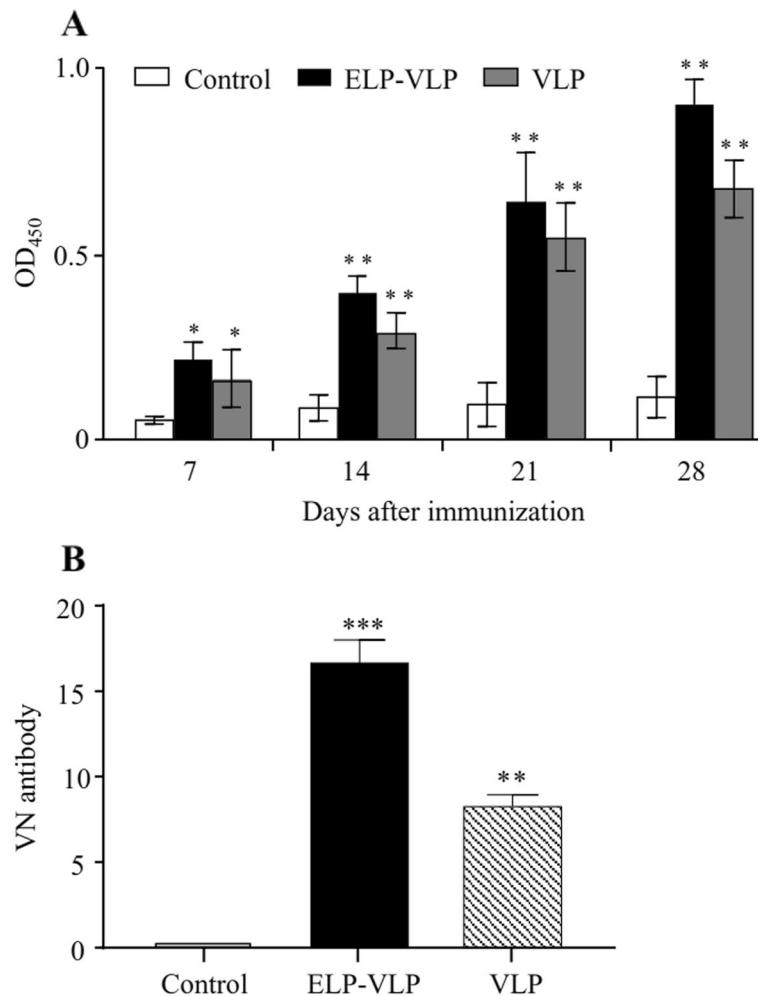 A
1.0
Control ELP-VLP VLP
* *
* *
* *
* *
* *
* *
* *
0.5
OD450
0
7 14 21 28
Days after immunization
B
20
***
15
10
**
5
VN antibody
0
Control ELP-VLP VLP